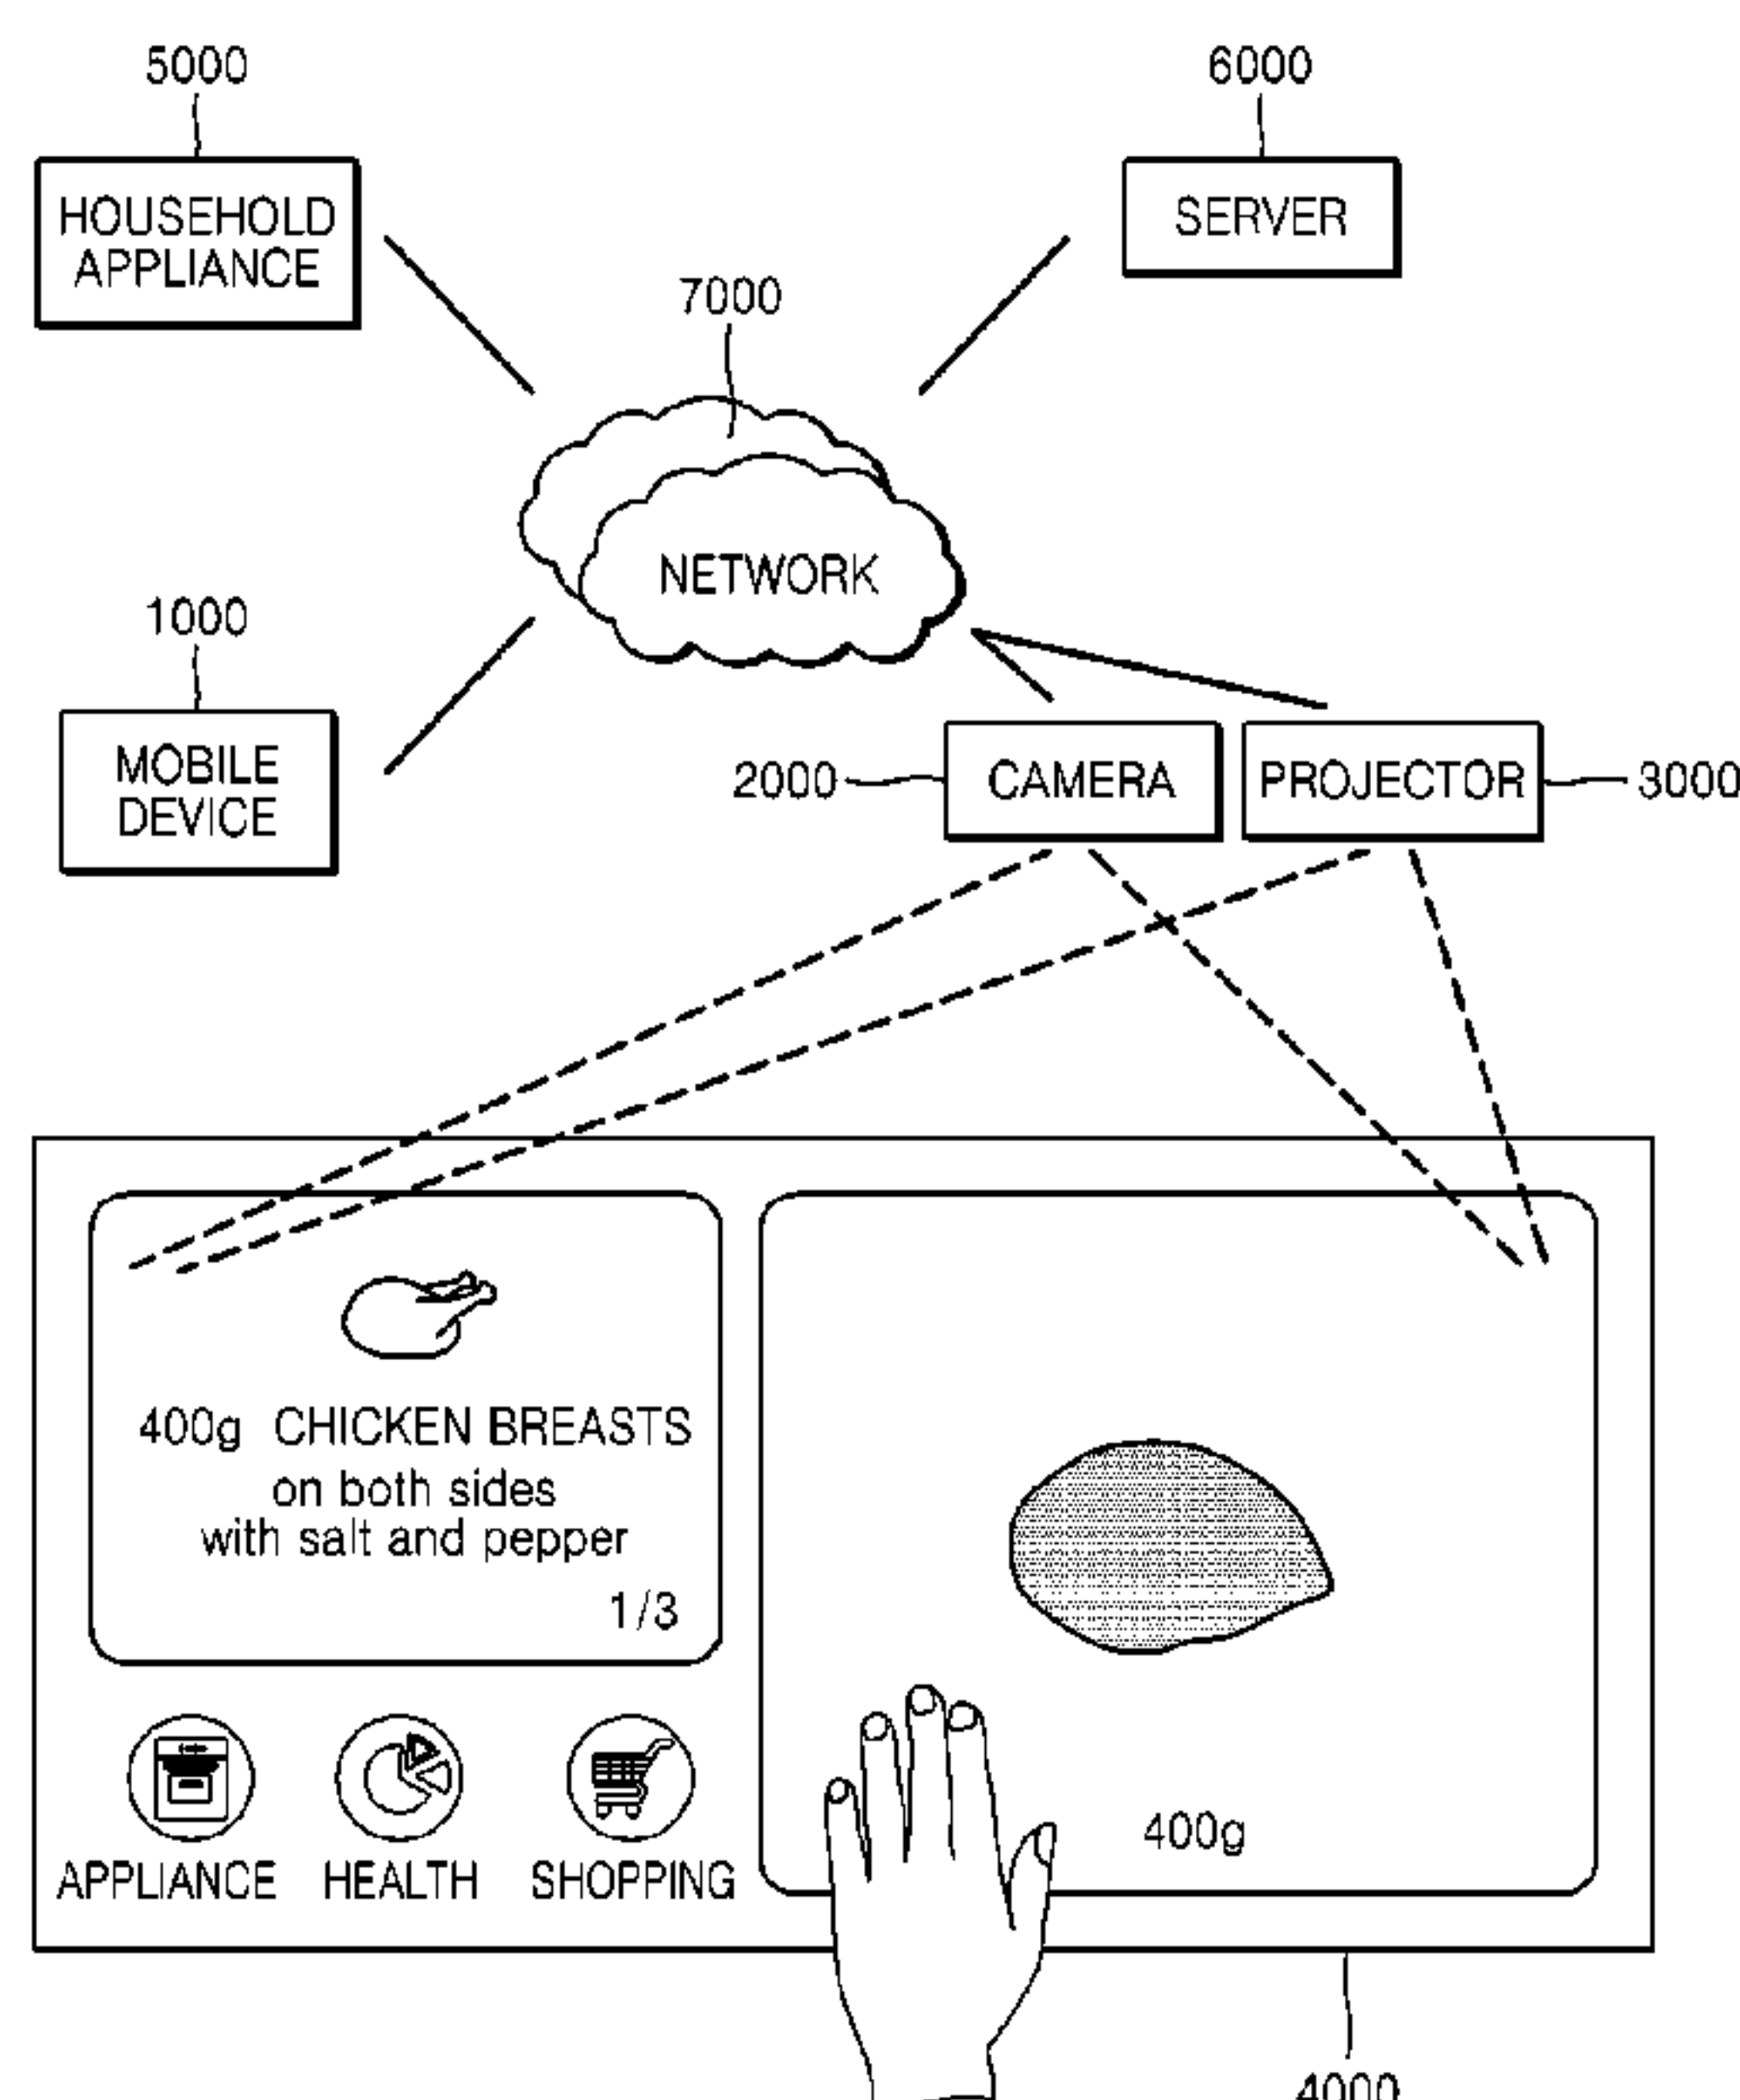 5000
6000
HOUSEHOLD
APPLIANCE
SERVER
7000
NETWORK
1000
MOBILE
DEVICE
2000
CAMERA
PROJECTOR
3000
400g CHICKEN BREASTS
on both sides
with salt and pepper
1/3
400g
APPLIANCE
HEALTH
SHOPPING
4000